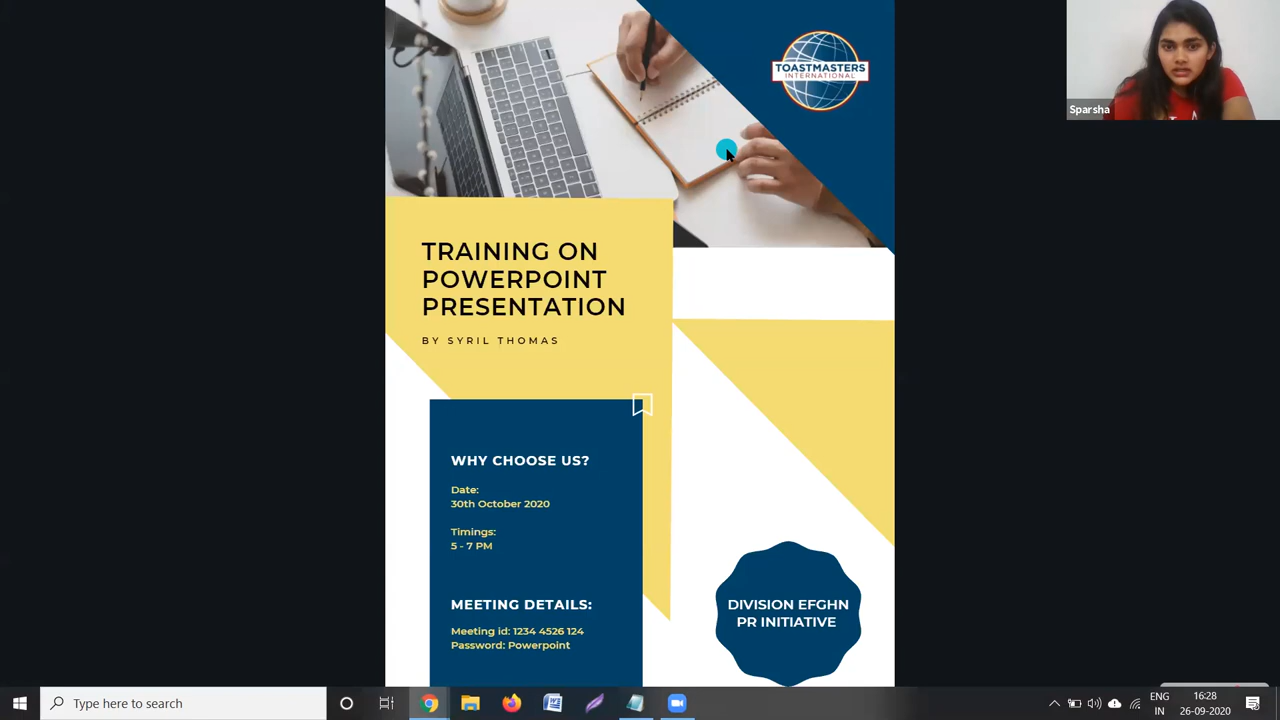 TOASTMASTERS
INTERNATIONAL
Sparsha
TRAINING ON
POWERPOINT
PRESENTATION
BY SYRIL THOMAS
WHY CHOOSE US?
Date:
30th October 2020
Timings:
5 - 7 PM
MEETING DETAILS:
Meeting id: 1234 4526 124
Password: Powerpoint
DIVISION EFGHN
PR INITIATIVE
Type here to search
ENG
IN
16:28
26-09-2020